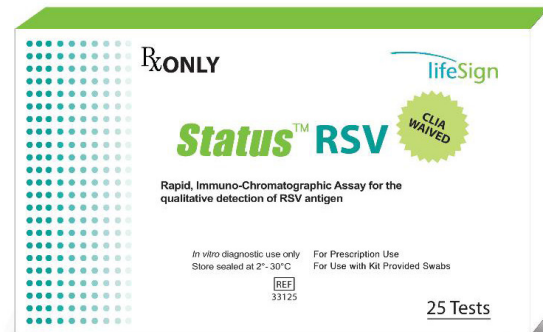 ℞ONLY
lifeSign
CLIA
WAIVED
Status™ RSV
Rapid, Immuno-Chromatographic Assay for the
qualitative detection of RSV antigen
In vitro diagnostic use only
Store sealed at 2°- 30°C
For Prescription Use
For Use with Kit Provided Swabs
REF
33125
25 Tests